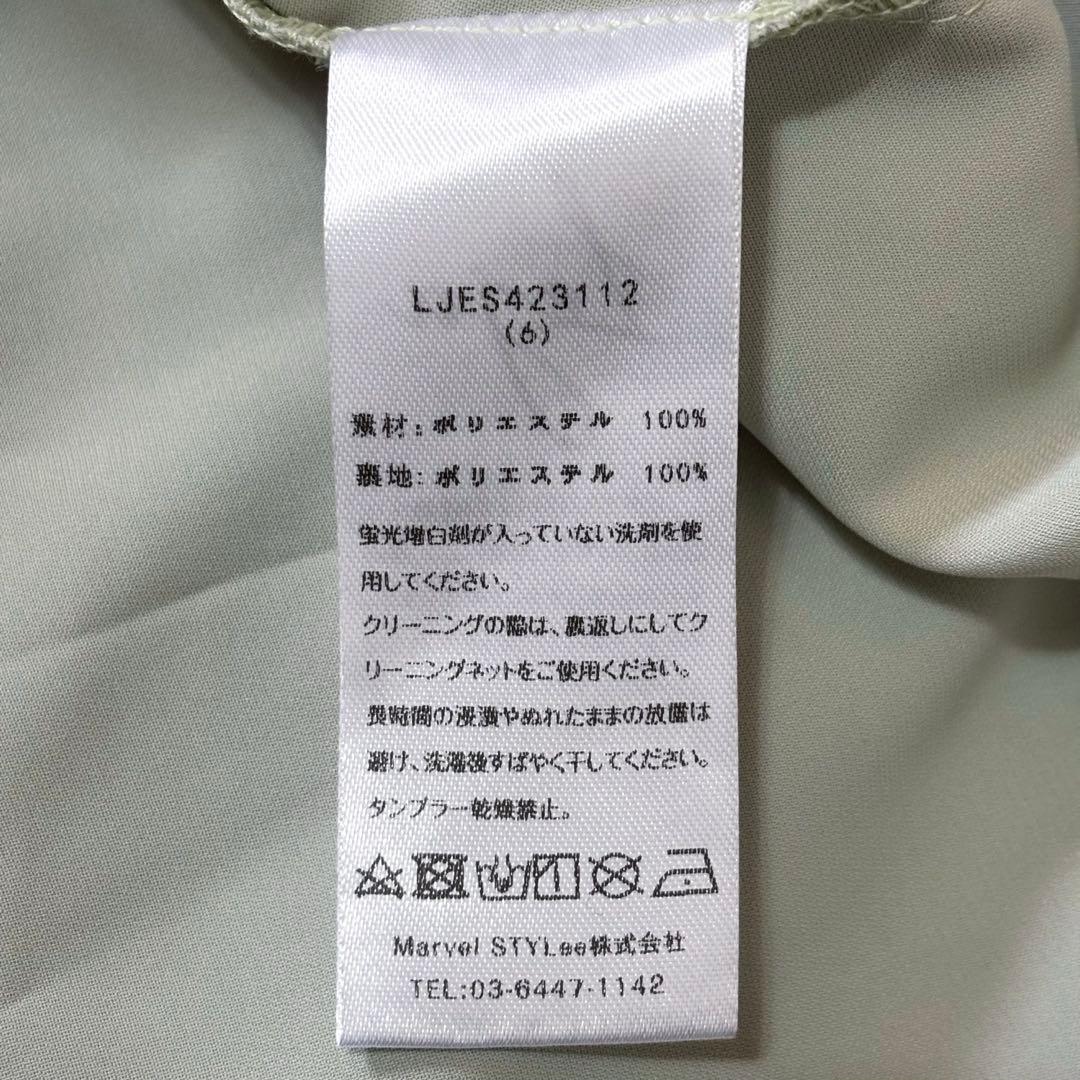 LJES423112
(6)
素材:ポリエステル 100%
裏地:ポリエステル 100%
蛍光増白剤が入っていない洗剤を使
用してください。
クリーニングの際は、裏返しにしてク
リーニングネットをご使用ください。
長時間の浸漬やぬれたままの放置は
避け、洗濯後すばやく干してください。
タンブラー乾燥禁止。
Marvel STYLee株式会社
TEL:03-6447-1142